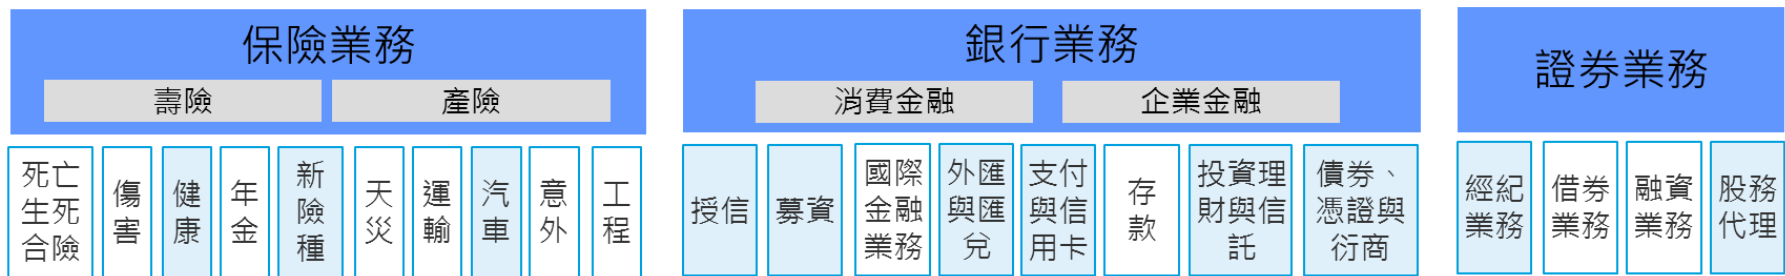 保險業務
壽險
產險
死亡
生死
合險
傷
害
健
康
年
金
新
險
種
天
災
運
輸
汽
車
意
外
工
程
銀行業務
消費金融
企業金融
授信
募資
國際
金融
業務
外匯
與匯
兌
支付
與信
用卡
存
款
投資理
財與信
託
債券、
憑證與
衍商
證券業務
經紀
業務
借券
業務
融資
業務
股務
代理